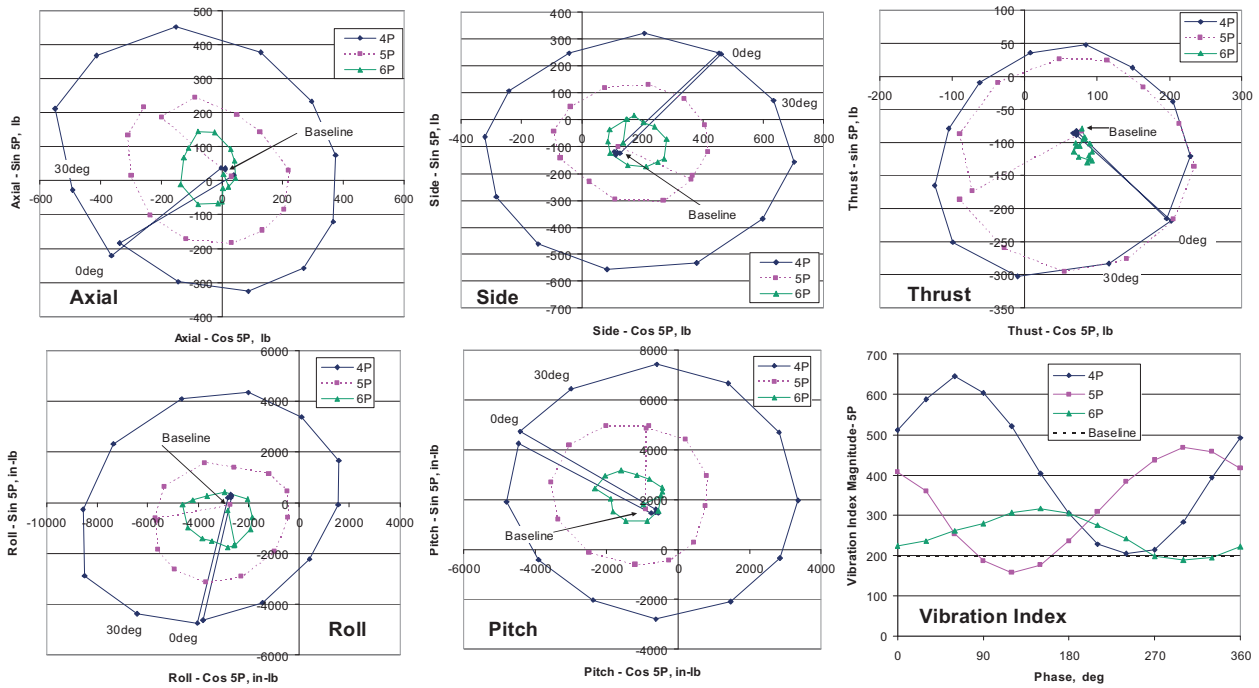 Axial - Sin 5P, lb
500
400
300
200
100
0
-100
-200
-300
-400
-600 -400 -200 0 200 400 600
4P
5P
6P
Baseline
30deg
0deg
Axial
Axial - Cos 5P, lb
Side - Sin 5P, lb
400
300
200
100
0
-100
-200
-300
-400
-500
-600
-700
-400 -200 0 200 400 600 800
0deg
30deg
Baseline
4P
5P
6P
Side
Side - Cos 5P, lb
Thrust - sin 5P, lb
100
50
0
-50
-100
-150
-200
-250
-300
-350
-200 -100 0 100 200 300
4P
5P
6P
Baseline
0deg
30deg
Thrust
Thust - Cos 5P, lb
Roll - Sin 5P, in-lb
6000
4000
2000
0
-2000
-4000
-6000
-10000 -8000 -6000 -4000 -2000 0 2000 4000
4P
5P
6P
Baseline
30deg
0deg
Roll
Roll - Cos 5P, in-lb
Pitch - Sin 5P, in-lb
8000
6000
4000
2000
0
-2000
-4000
-6000 -4000 -2000 0 2000 4000
4P
5P
6P
30deg
0deg
Baseline
Pitch
Pitch - Cos 5P, in-lb
Vibration Index Magnitude- 5P
700
600
500
400
300
200
100
0
0 90 180 270 360
4P
5P
6P
Baseline
Vibration Index
Phase, deg